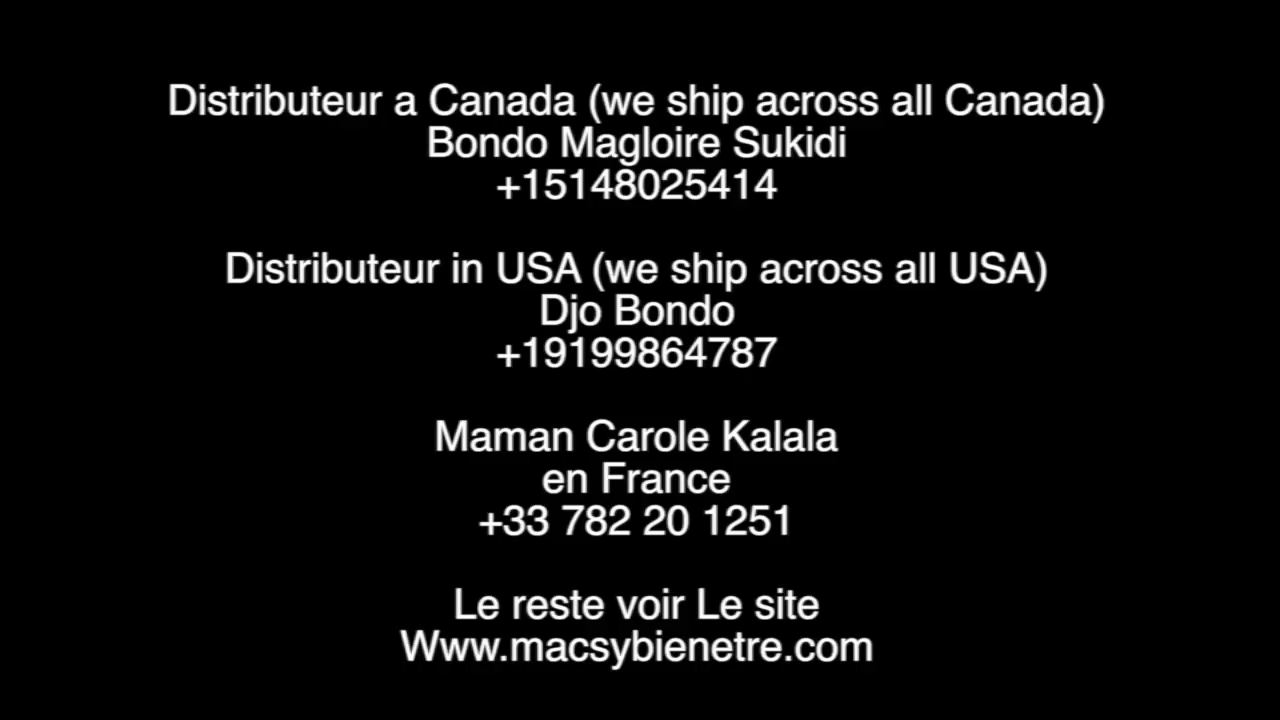 Distributeur a Canada (we ship across all Canada)
Bondo Magloire Sukidi
+15148025414
Distributeur in USA (we ship across all USA)
Djo Bondo
+19199864787
Maman Carole Kalala
en France
+33 782 20 1251
Le reste voir Le site
Www.macsybienetre.com